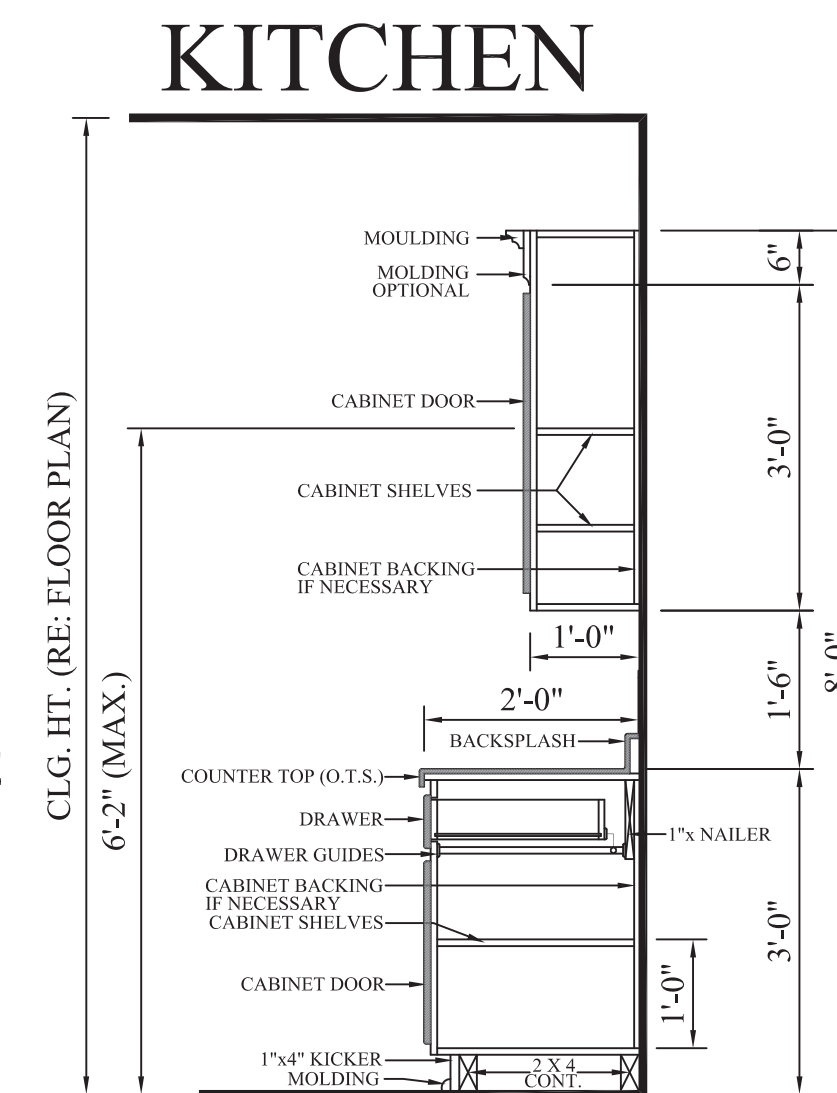 KITCHEN
MOULDING
MOLDING
OPTIONAL
6"
CABINET DOOR
3'-0"
CABINET SHELVES
CABINET BACKING
IF NECESSARY
CLG. HT. (RE: FLOOR PLAN)
6'-2" (MAX.)
1'-0"
1'-6"
8'-0"
2'-0"
BACKSPLASH
COUNTER TOP (O.T.S.)
DRAWER
1"x NAILER
DRAWER GUIDES
CABINET BACKING
IF NECESSARY
CABINET SHELVES
3'-0"
CABINET DOOR
1'-0"
1"x4" KICKER
MOLDING
2 X 4
CONT.